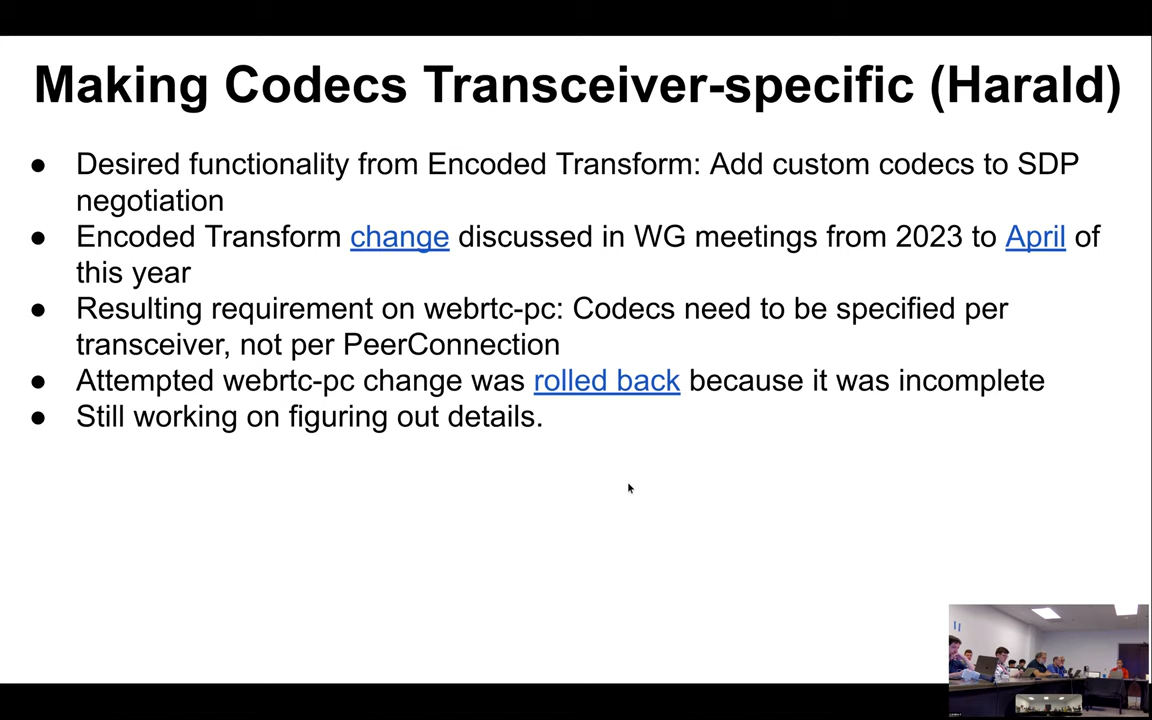 Making Codecs Transceiver-specific (Harald)
● Desired functionality from Encoded Transform: Add custom codecs to SDP
negotiation
● Encoded Transform change discussed in WG meetings from 2023 to April of
this year
● Resulting requirement on webrtc-pc: Codecs need to be specified per
transceiver, not per PeerConnection
● Attempted webrtc-pc change was rolled back because it was incomplete
● Still working on figuring out details.